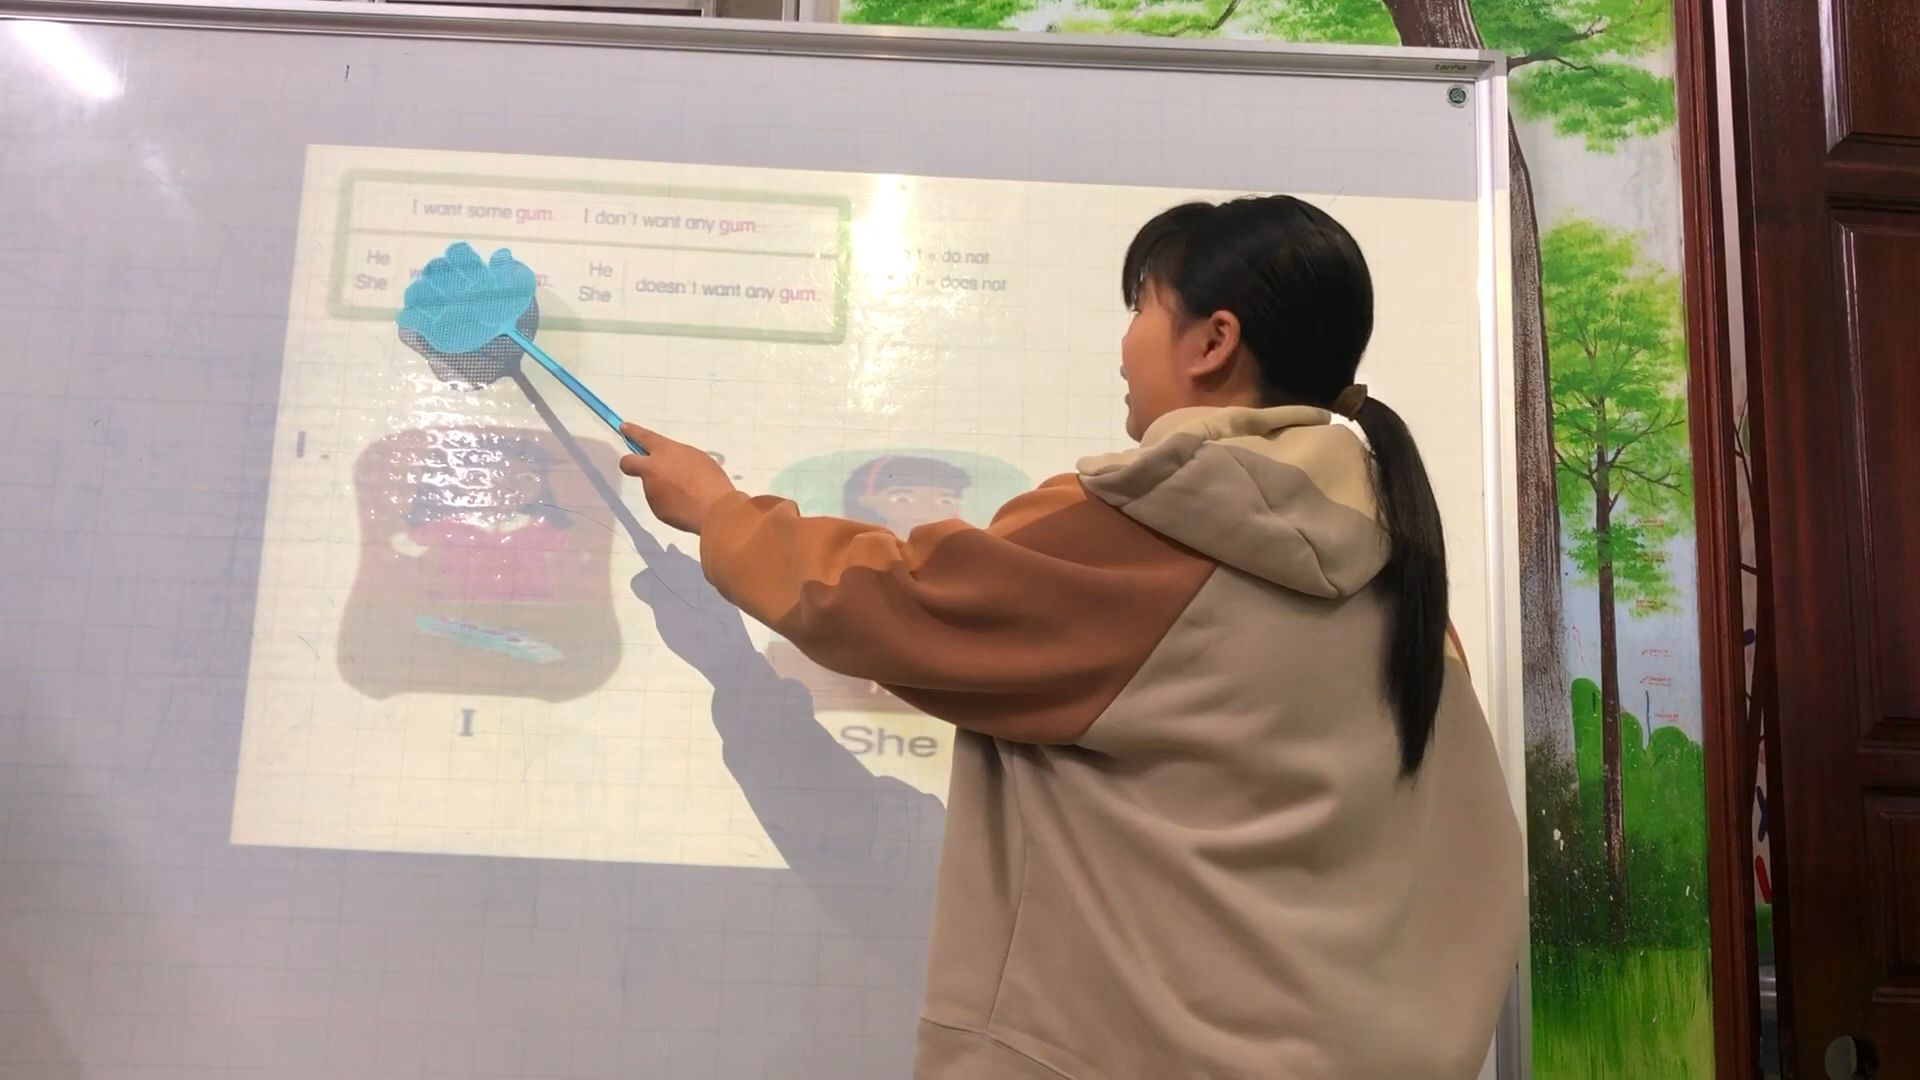 I want some gum. I don't want any gum.
He
She
He
She
doesn't want any gum.
= do not
= does not
1.
I
She